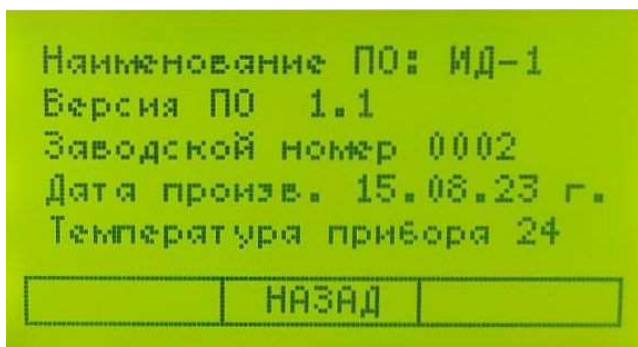 Наименование ПО: ИД-1
Версия ПО 1.1
Заводской номер 0002
Дата произв. 15.08.23 г.
Температура прибора 24
НАЗАД